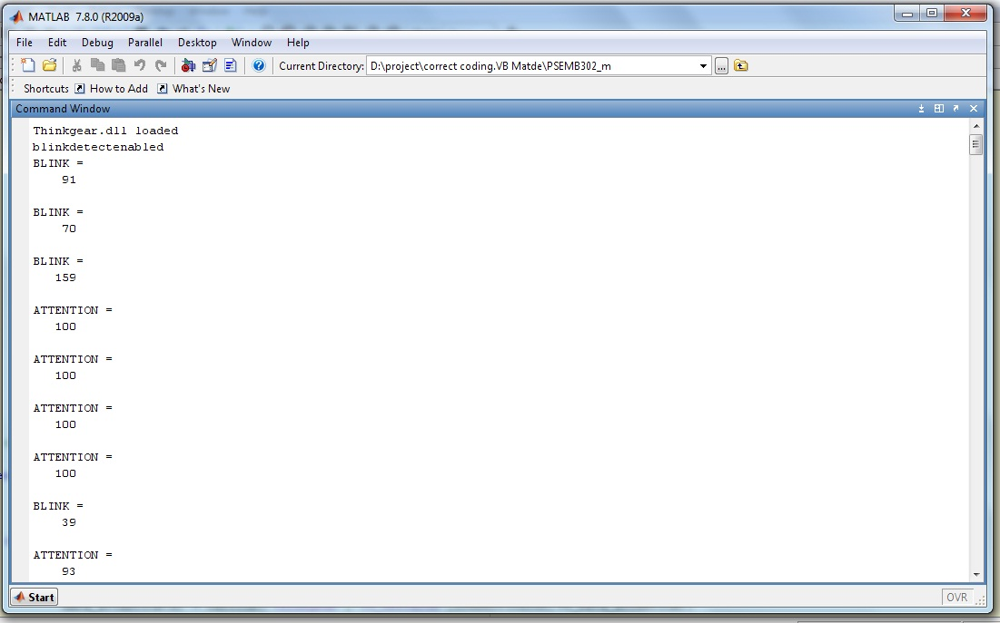 MATLAB 7.8.0 (R2009a)
File Edit Debug Parallel Desktop Window Help
Current Directory: D:\project\correct coding.VB Matde\PSEMB302_m ...
Shortcuts How to Add What's New
Command Window
Thinkgear.dll loaded
blinkdetectenabled
BLINK =
91
BLINK =
70
BLINK =
159
ATTENTION =
100
ATTENTION =
100
ATTENTION =
100
ATTENTION =
100
BLINK =
39
ATTENTION =
93
Start OVR